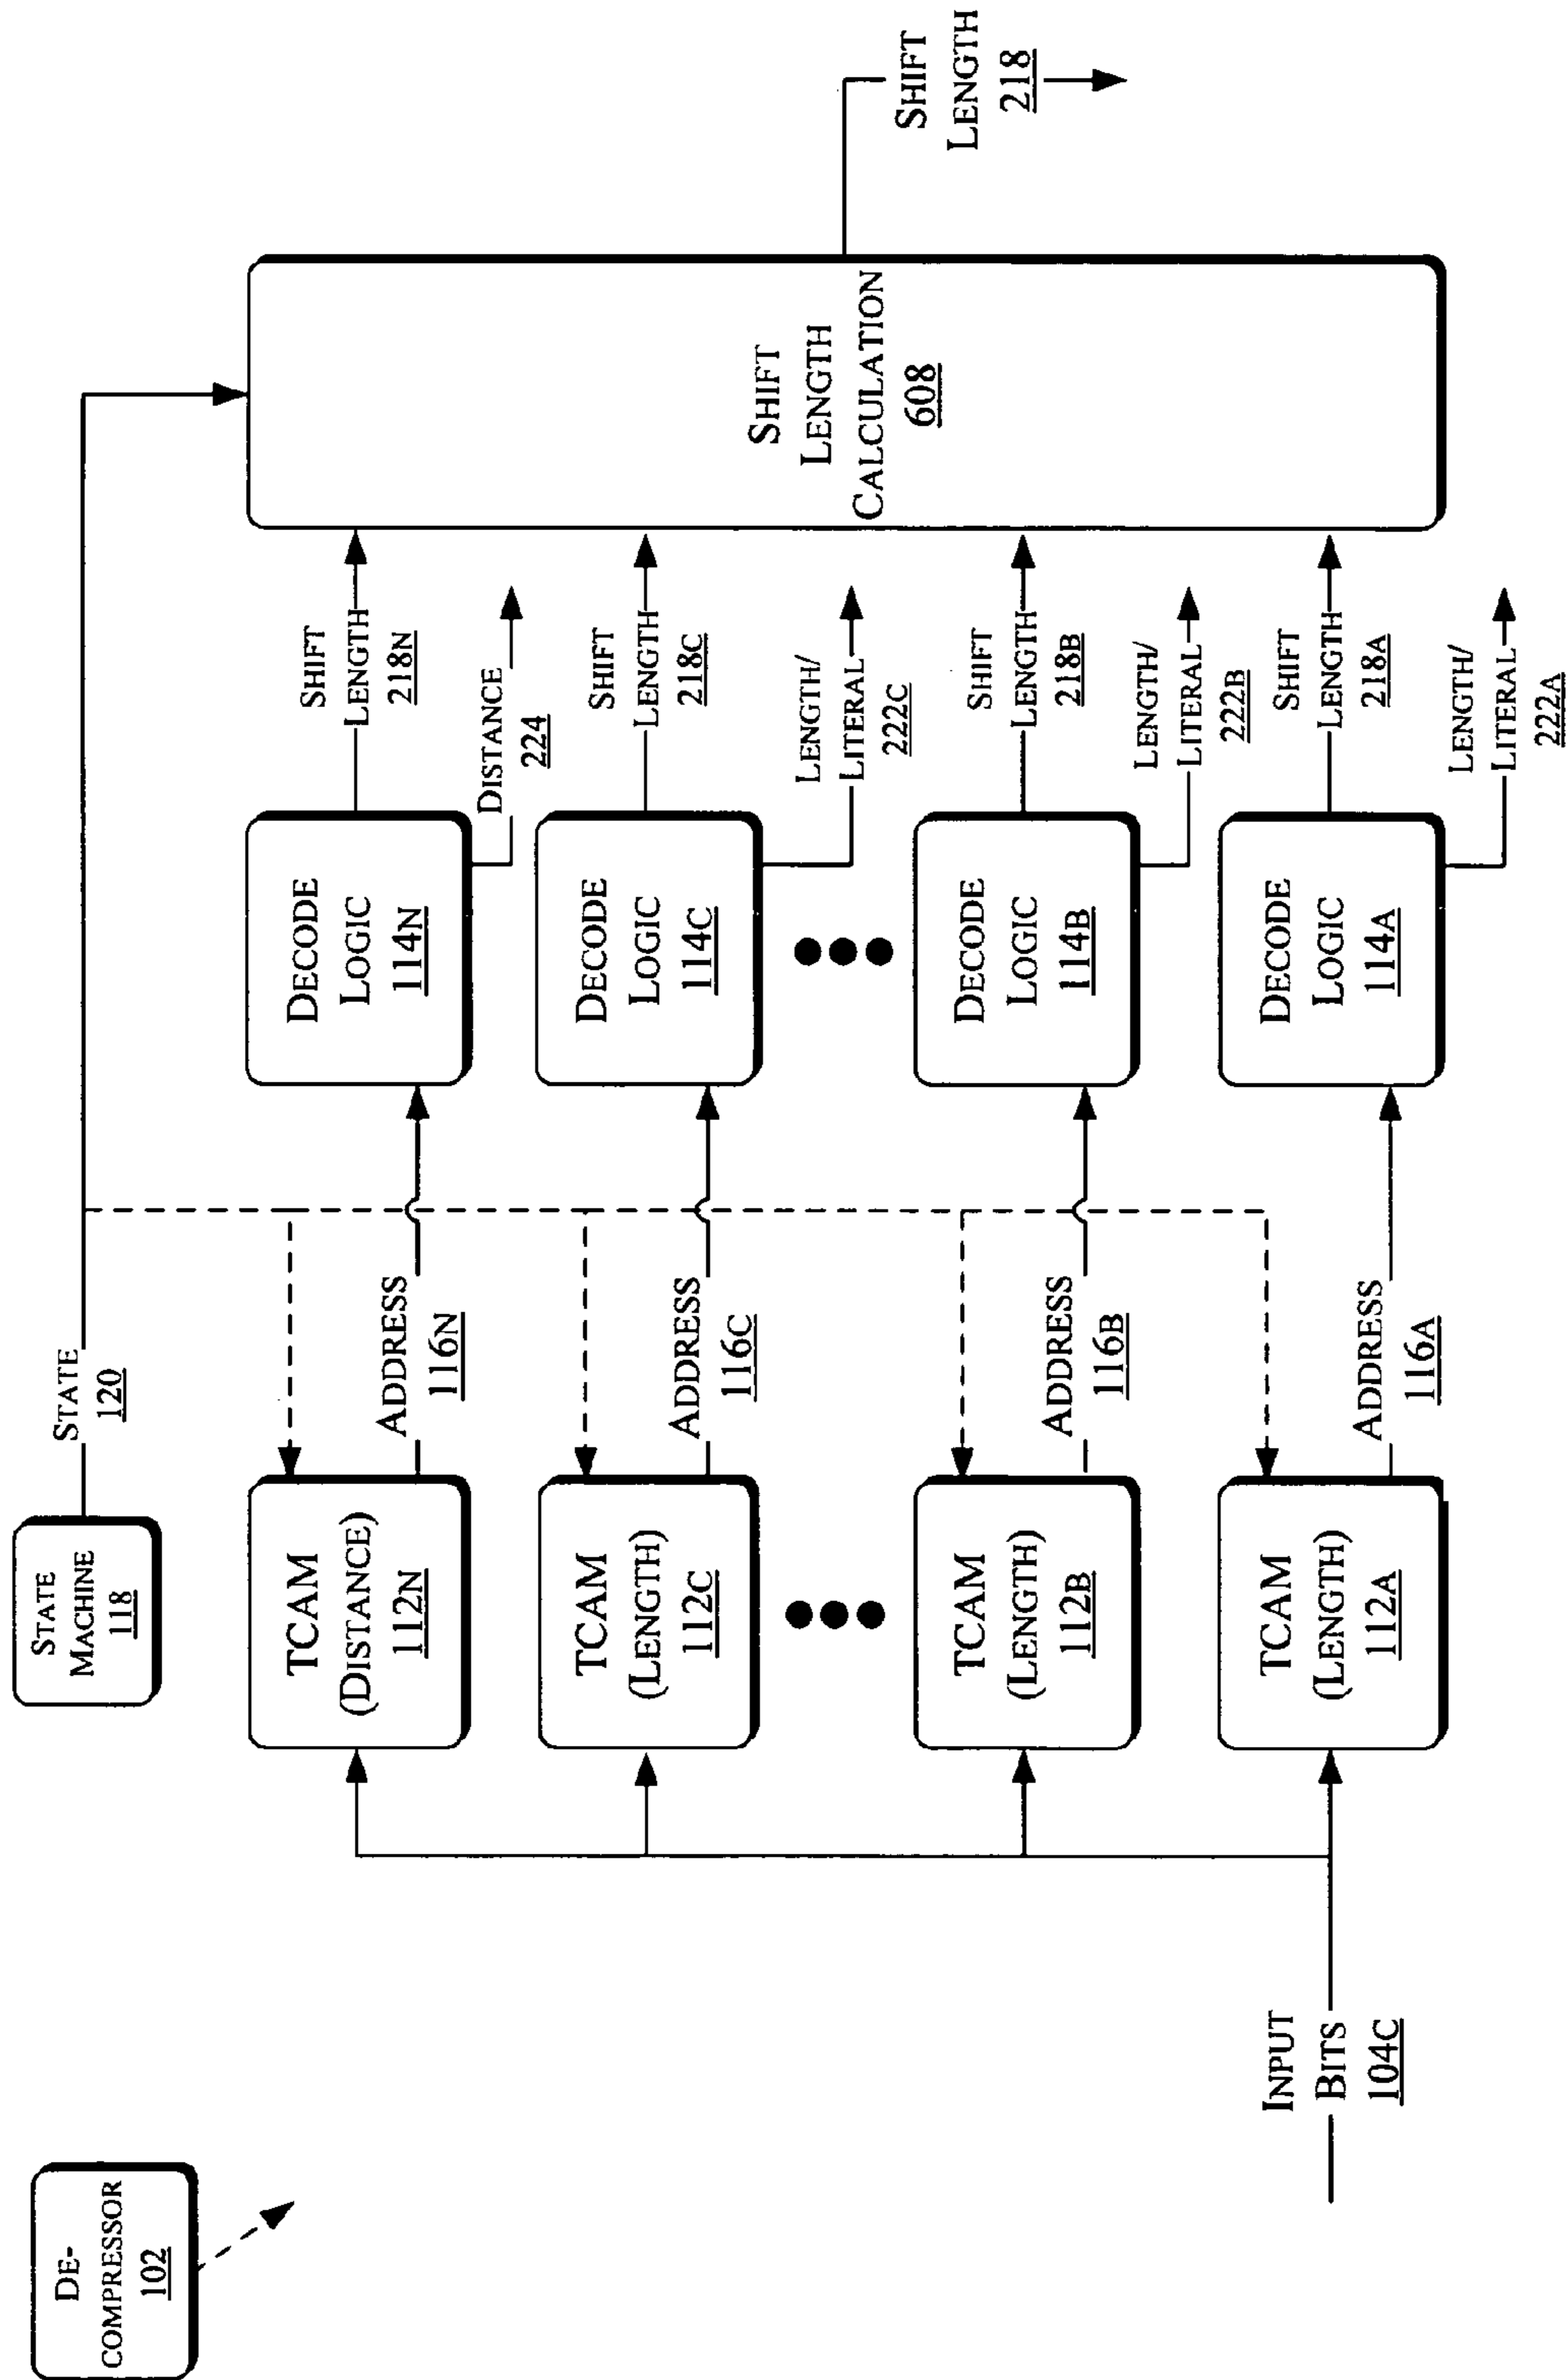 DE-
COMPRESSOR
102
STATE
MACHINE
118
STATE
120
INPUT
BITS
104C
TCAM
(DISTANCE)
112N
ADDRESS
116N
DECODE
LOGIC
114N
SHIFT
LENGTH
218N
DISTANCE
224
TCAM
(LENGTH)
112C
ADDRESS
116C
DECODE
LOGIC
114C
SHIFT
LENGTH
218C
LENGTH/
LITERAL
222C
TCAM
(LENGTH)
112B
ADDRESS
116B
DECODE
LOGIC
114B
SHIFT
LENGTH
218B
LENGTH/
LITERAL
222B
TCAM
(LENGTH)
112A
ADDRESS
116A
DECODE
LOGIC
114A
SHIFT
LENGTH
218A
LENGTH/
LITERAL
222A
SHIFT
LENGTH
CALCULATION
608
SHIFT
LENGTH
218